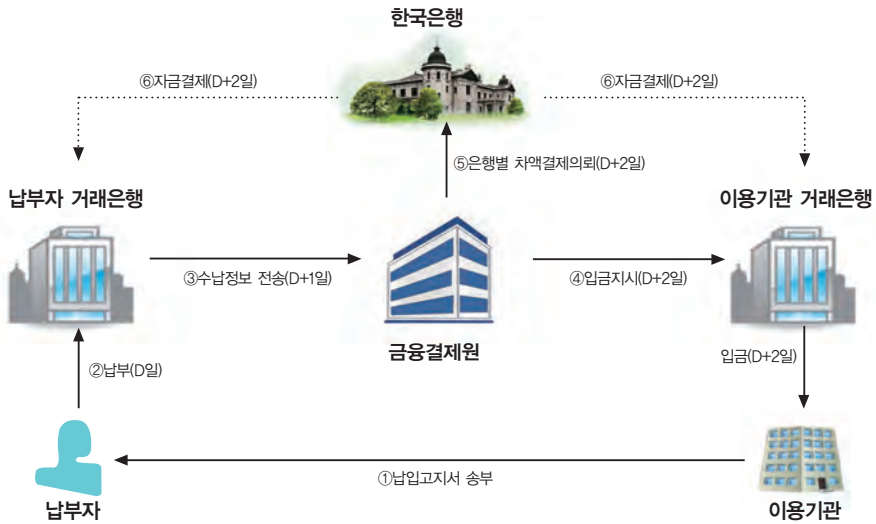 한국은행
⑥자금결제(D+2일)
⑥자금결제(D+2일)
⑤은행별 차액결제의뢰(D+2일)
납부자 거래은행
이용기관 거래은행
③수납정보 전송(D+1일)
④입금지시(D+2일)
금융결제원
②납부(D일)
입금(D+2일)
①납입고지서 송부
납부자
이용기관